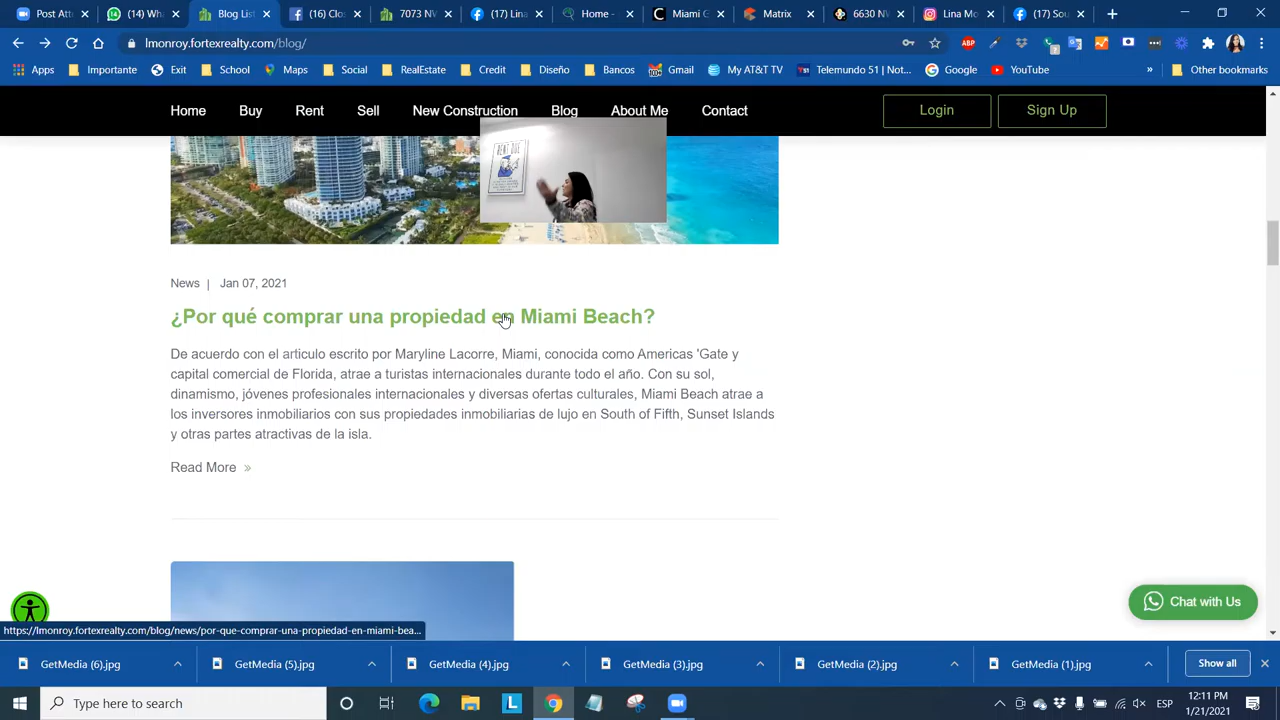 Post Att
(14) Wha
Blog List
(16) Clos
7073 NW
(17) Lina
Home -
Miami G
Matrix
6630 NW
Lina Mo
(17) Sou
lmonroy.fortexrealty.com/blog/
Apps
Importante
Exit
School
Maps
Social
RealEstate
Credit
Diseño
Bancos
Gmail
My AT&T TV
Telemundo 51 | Not...
Google
YouTube
»
Other bookmarks
Home
Buy
Rent
Sell
New Construction
Blog
About Me
Contact
Login
Sign Up
RENT DUE
News | Jan 07, 2021
¿Por qué comprar una propiedad en Miami Beach?
De acuerdo con el articulo escrito por Maryline Lacorre, Miami, conocida como Americas 'Gate y
capital comercial de Florida, atrae a turistas internacionales durante todo el año. Con su sol,
dinamismo, jóvenes profesionales internacionales y diversas ofertas culturales, Miami Beach atrae a
los inversores inmobiliarios con sus propiedades inmobiliarias de lujo en South of Fifth, Sunset Islands
y otras partes atractivas de la isla.
Read More »
Chat with Us
https://lmonroy.fortexrealty.com/blog/news/por-que-comprar-una-propiedad-en-miami-bea...
GetMedia (6).jpg
GetMedia (5).jpg
GetMedia (4).jpg
GetMedia (3).jpg
GetMedia (2).jpg
GetMedia (1).jpg
Show all
Type here to search
ESP
12:11 PM
1/21/2021